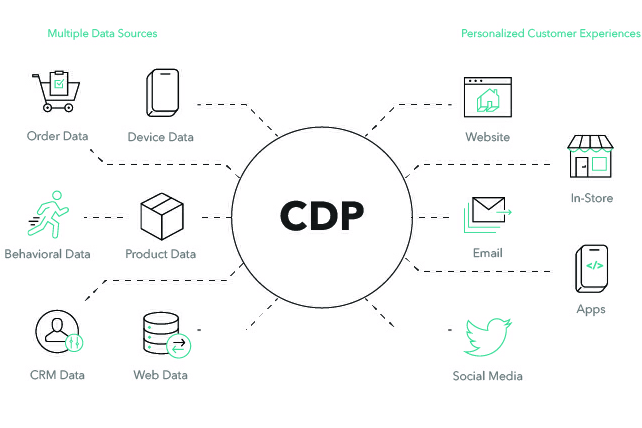 Multiple Data Sources
Personalized Customer Experiences
Order Data
Device Data
Website
In-Store
CDP
Behavioral Data
Product Data
Email
</>
Apps
CRM Data
Web Data
Social Media